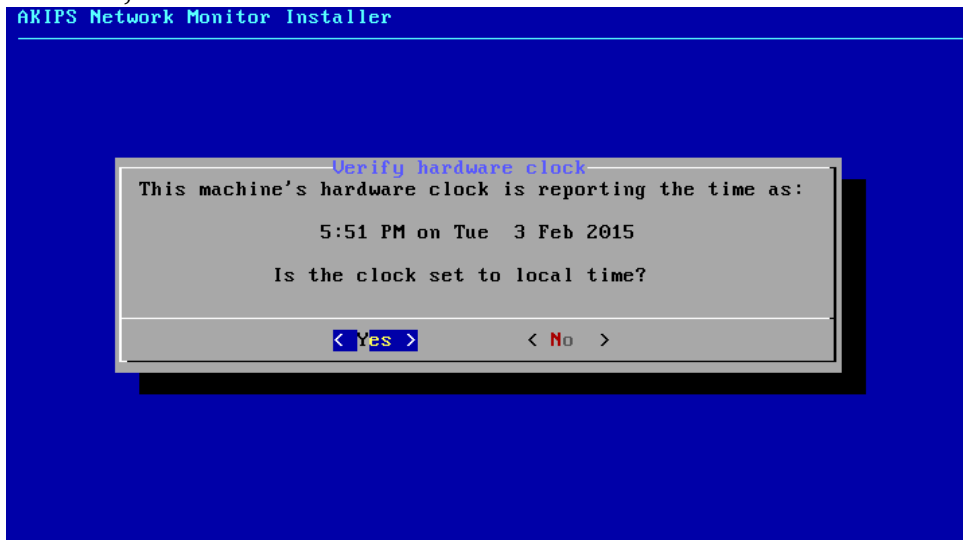 AKIPS Network Monitor Installer
Verify hardware clock
This machine's hardware clock is reporting the time as:
5:51 PM on Tue  3 Feb 2015
Is the clock set to local time?
< Yes > < No >